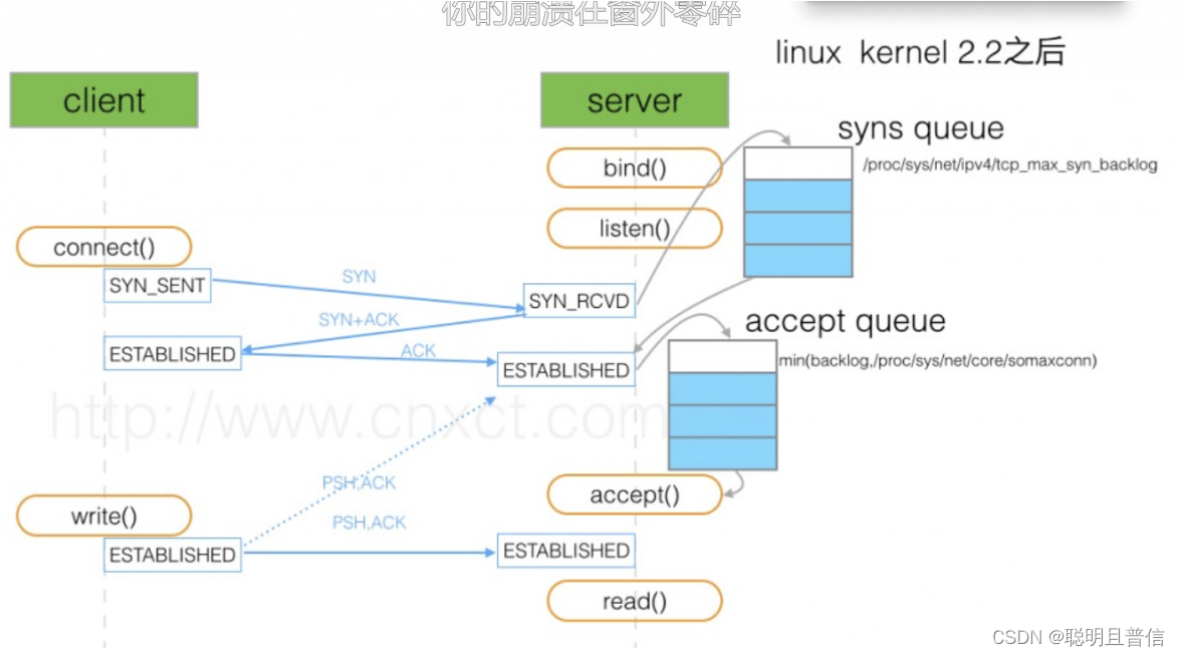 你的崩溃在窗外零碎
linux kernel 2.2之后
client
server
syns queue
/proc/sys/net/ipv4/tcp_max_syn_backlog
bind()
listen()
connect()
SYN_SENT
SYN
SYN_RCVD
SYN+ACK
accept queue
min(backlog,/proc/sys/net/core/somaxconn)
ESTABLISHED
ACK
ESTABLISHED
http://www.cnxct.com
PSH,ACK
accept()
write()
PSH,ACK
ESTABLISHED
ESTABLISHED
read()
CSDN @聪明且普信